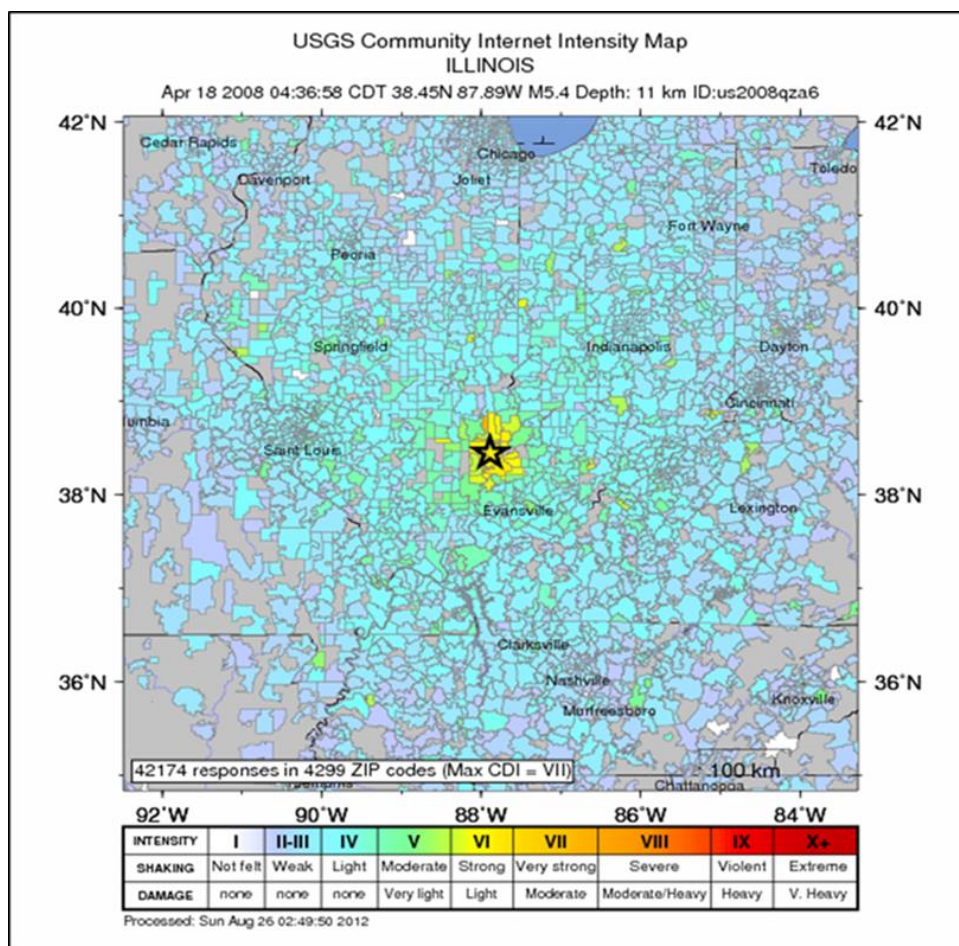 USGS Community Internet Intensity Map
ILLINOIS
Apr 18 2008 04:36:58 CDT 38.45N 87.89W M5.4 Depth: 11 km ID:us2008qza6
42˚N 42˚N
Cedar Rapids Chicago
Toledo
Davenport Joliet
Fort Wayne
Peoria
40˚N 40˚N
Springfield Indianapolis Dayton
Cincinnati
lumbia
Saint Louis
38˚N 38˚N
Evansville Lexington
Clarksville
36˚N Nashville 36˚N
Murfreesboro Knoxville
42174 responses in 4299 ZIP codes (Max CDI = VII) 100 km
Chattanooga
92˚W 90˚W 88˚W 86˚W 84˚W
INTENSITY I II-III IV V VI VII VIII IX X+
SHAKING Not felt Weak Light Moderate Strong Very strong Severe Violent Extreme
DAMAGE none none none Very light Light Moderate Moderate/Heavy Heavy V. Heavy
Processed: Sun Aug 26 02:49:50 2012